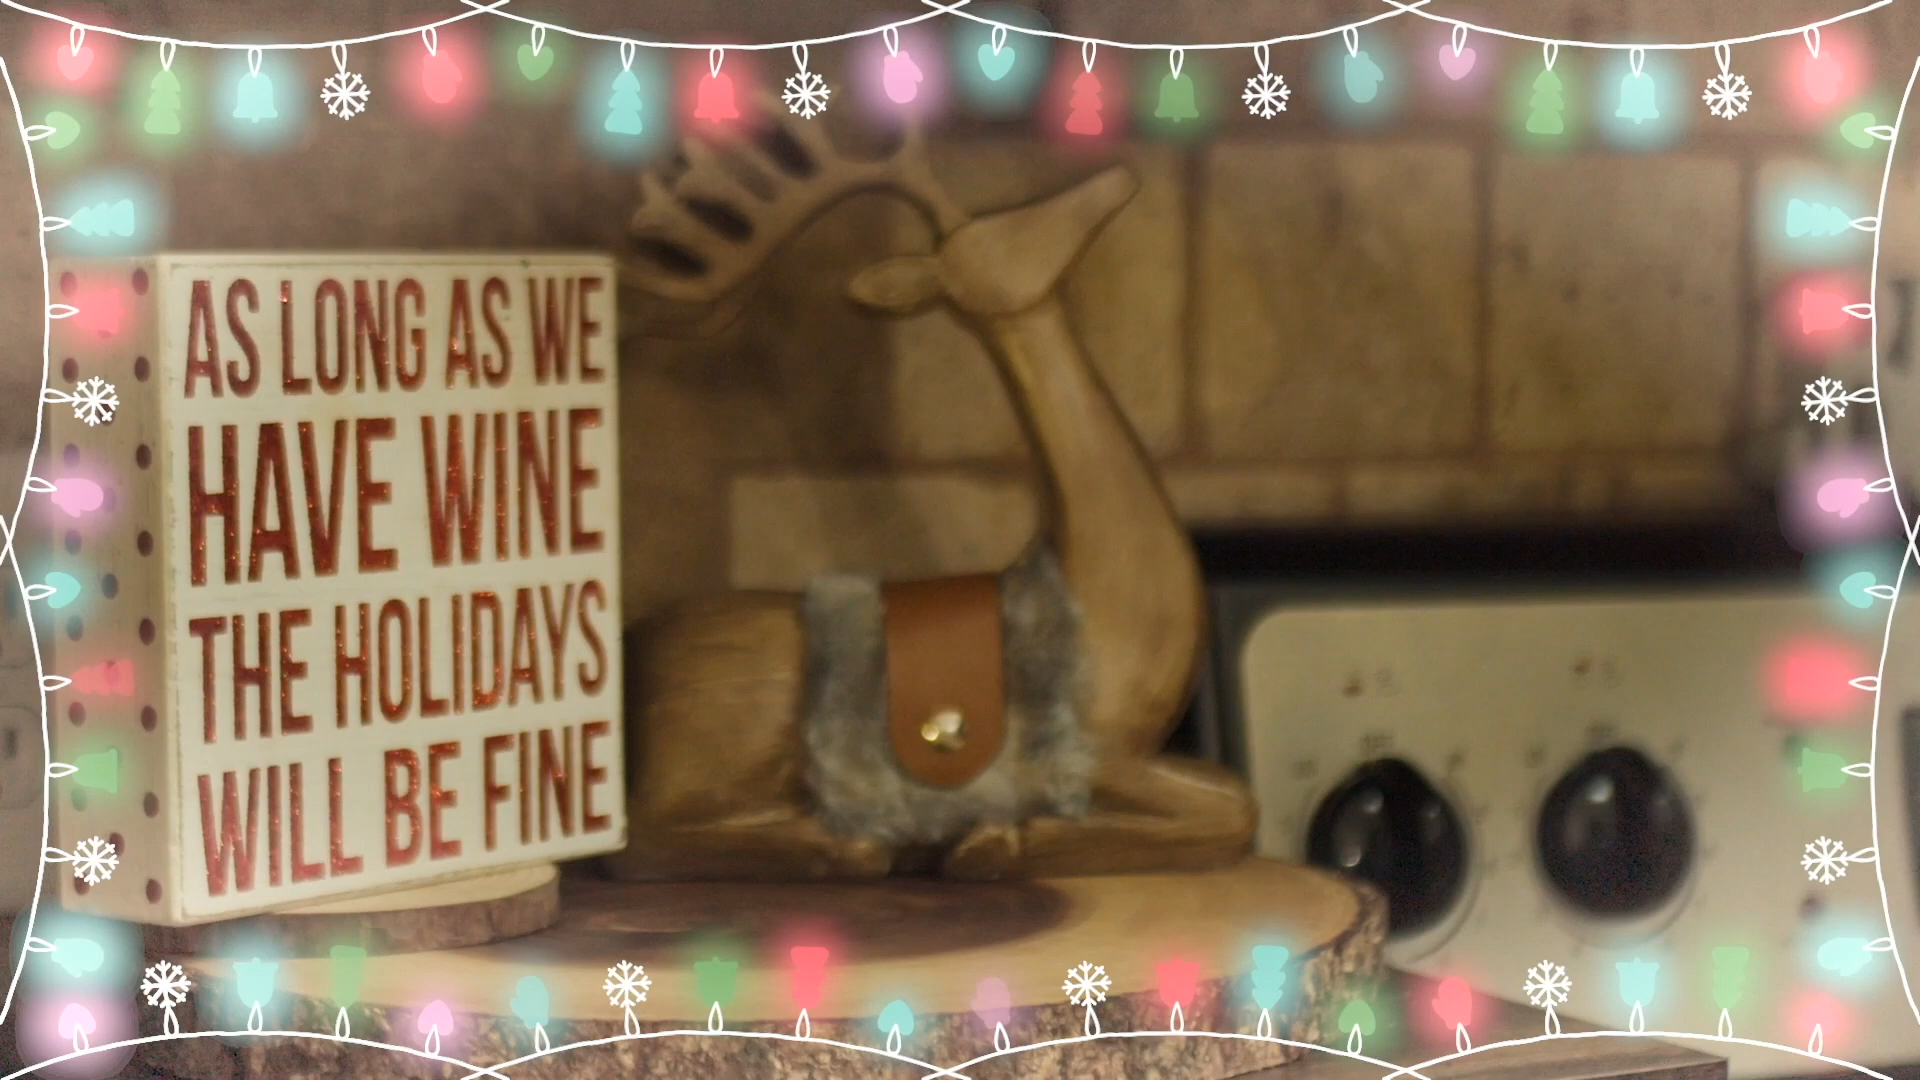 AS LONG AS WE
HAVE WINE
THE HOLIDAYS
WILL BE FINE